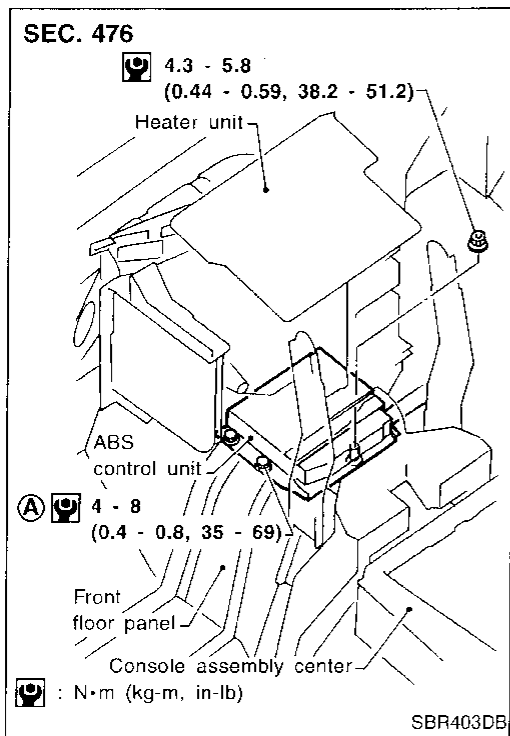 SEC. 476
4.3 - 5.8
(0.44 - 0.59, 38.2 - 51.2)
Heater unit
ABS
control unit
A 4 - 8
(0.4 - 0.8, 35 - 69)
Front
floor panel
Console assembly center
: N•m (kg-m, in-lb)
SBR403DB